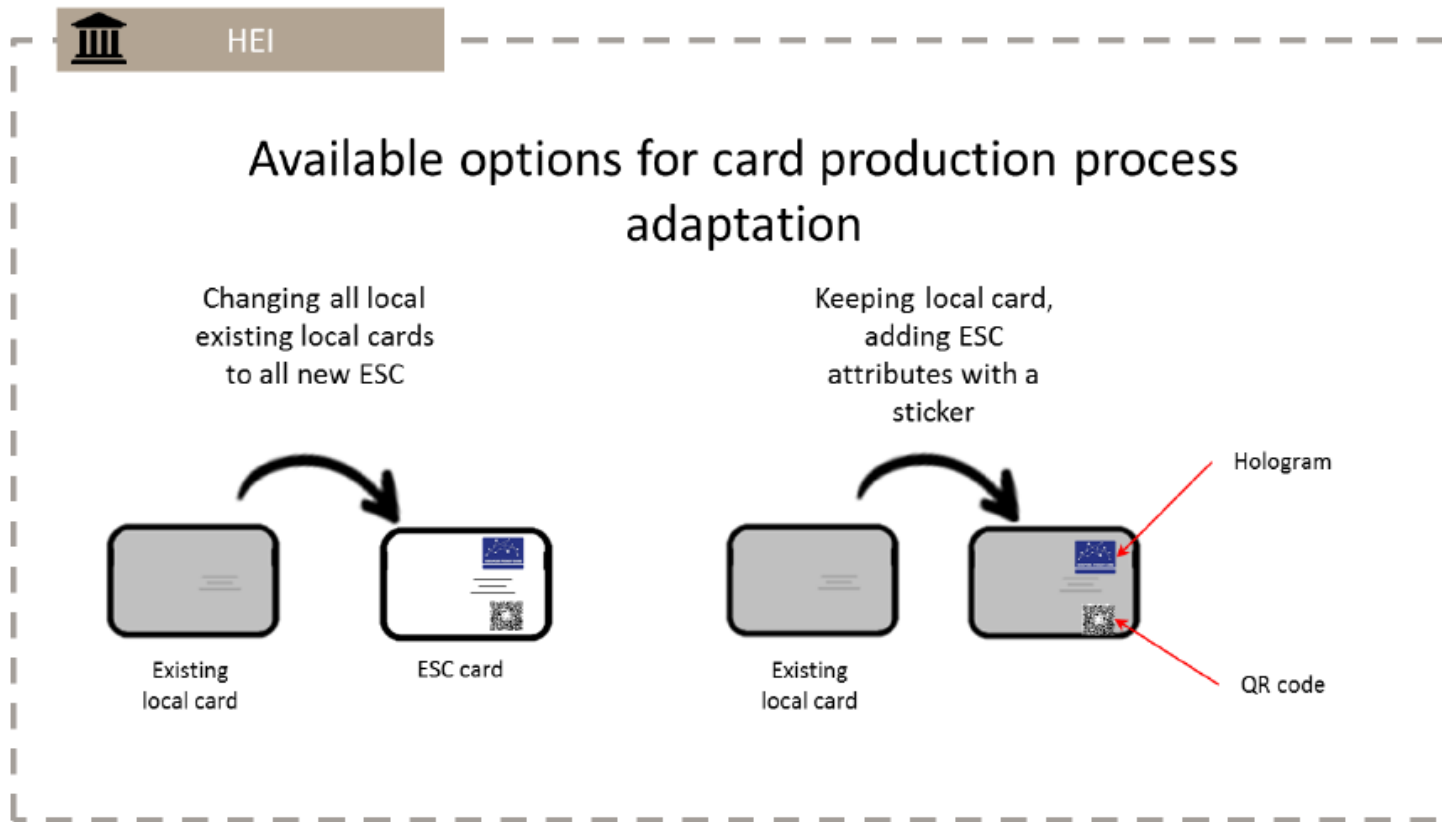 HEI
Available options for card production process
adaptation
Changing all local
existing local cards
to all new ESC
Keeping local card,
adding ESC
attributes with a
sticker
Hologram
Existing
local card
ESC card
Existing
local card
QR code